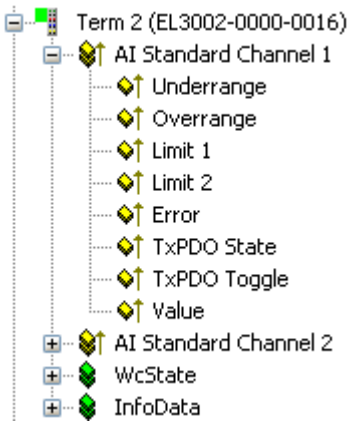 Term 2 (EL3002-0000-0016)
AI Standard Channel 1
Underrange
Overrange
Limit 1
Limit 2
Error
TxPDO State
TxPDO Toggle
Value
AI Standard Channel 2
WcState
InfoData